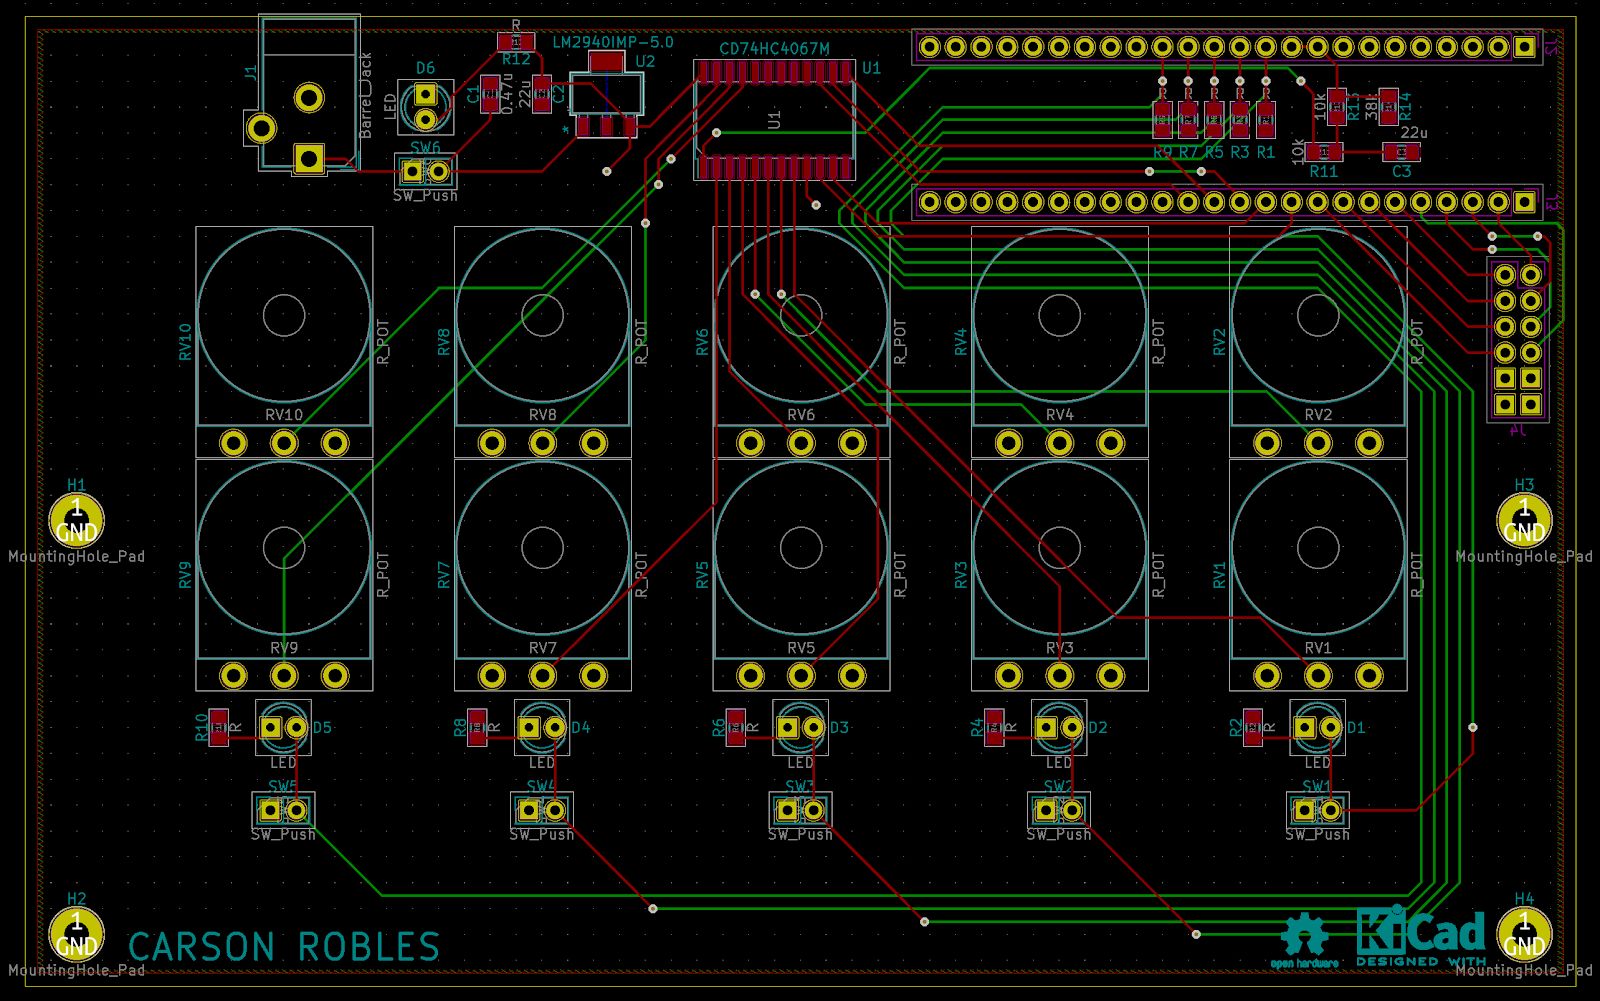 R
LM2940IMP-5.0
CD74HC4067M
J1
D6
R12
U2
U1
Barrel_Jack
LED
C1
0.47u
22u
C2
U1
10k
R13
38k
R14
22u
SW6
SW_Push
R9 R7 R5 R3 R1
10k
R11
C3
J3
RV10
R_POT
RV8
R_POT
RV6
R_POT
RV4
R_POT
RV2
R_POT
RV10
RV8
RV6
RV4
RV2
J4
H1
1
GND
MountingHole_Pad
H3
1
GND
MountingHole_Pad
RV9
R_POT
RV7
R_POT
RV5
R_POT
RV3
R_POT
RV1
R_POT
RV9
RV7
RV5
RV3
RV1
R10
R
D5
R8
R
D4
R6
R
D3
R4
R
D2
R2
R
D1
LED
LED
LED
LED
LED
SW5
SW4
SW3
SW2
SW1
SW_Push
SW_Push
SW_Push
SW_Push
SW_Push
H2
1
GND
MountingHole_Pad
CARSON ROBLES
open hardware
KiCad
DESIGNED WITH
H4
1
GND
MountingHole_Pad